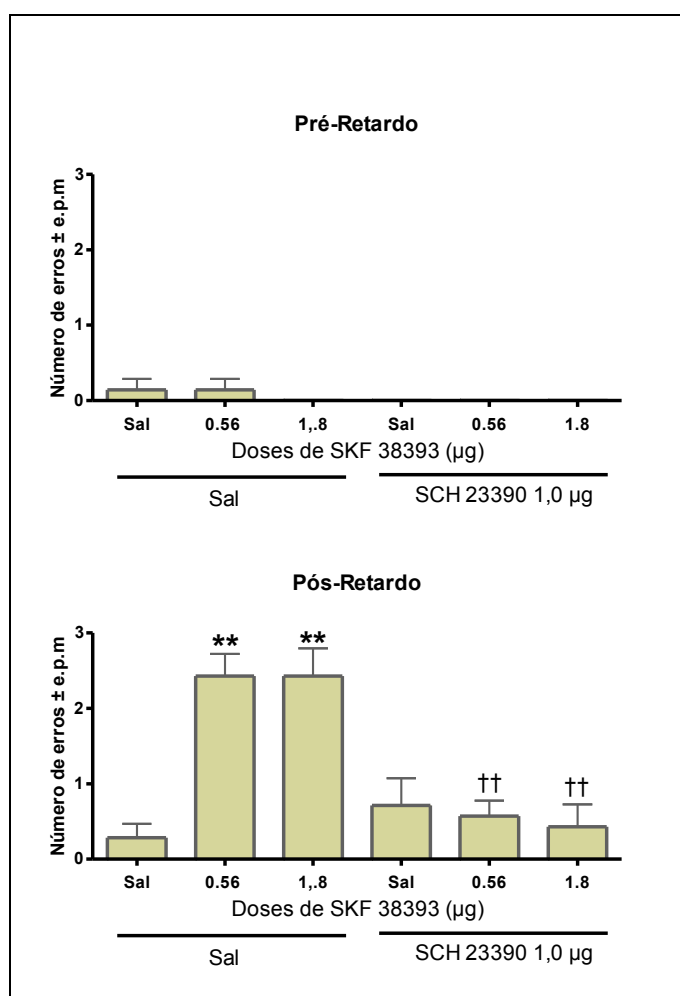 Pré-Retardo
Número de erros ± e.p.m
3
2
1
0
Sal 0.56 1,.8 Sal 0.56 1.8
Doses de SKF 38393 (µg)
Sal SCH 23390 1,0 µg
Pós-Retardo
Número de erros ± e.p.m
3
2
1
0
** ** †† ††
Sal 0.56 1,.8 Sal 0.56 1.8
Doses de SKF 38393 (µg)
Sal SCH 23390 1,0 µg